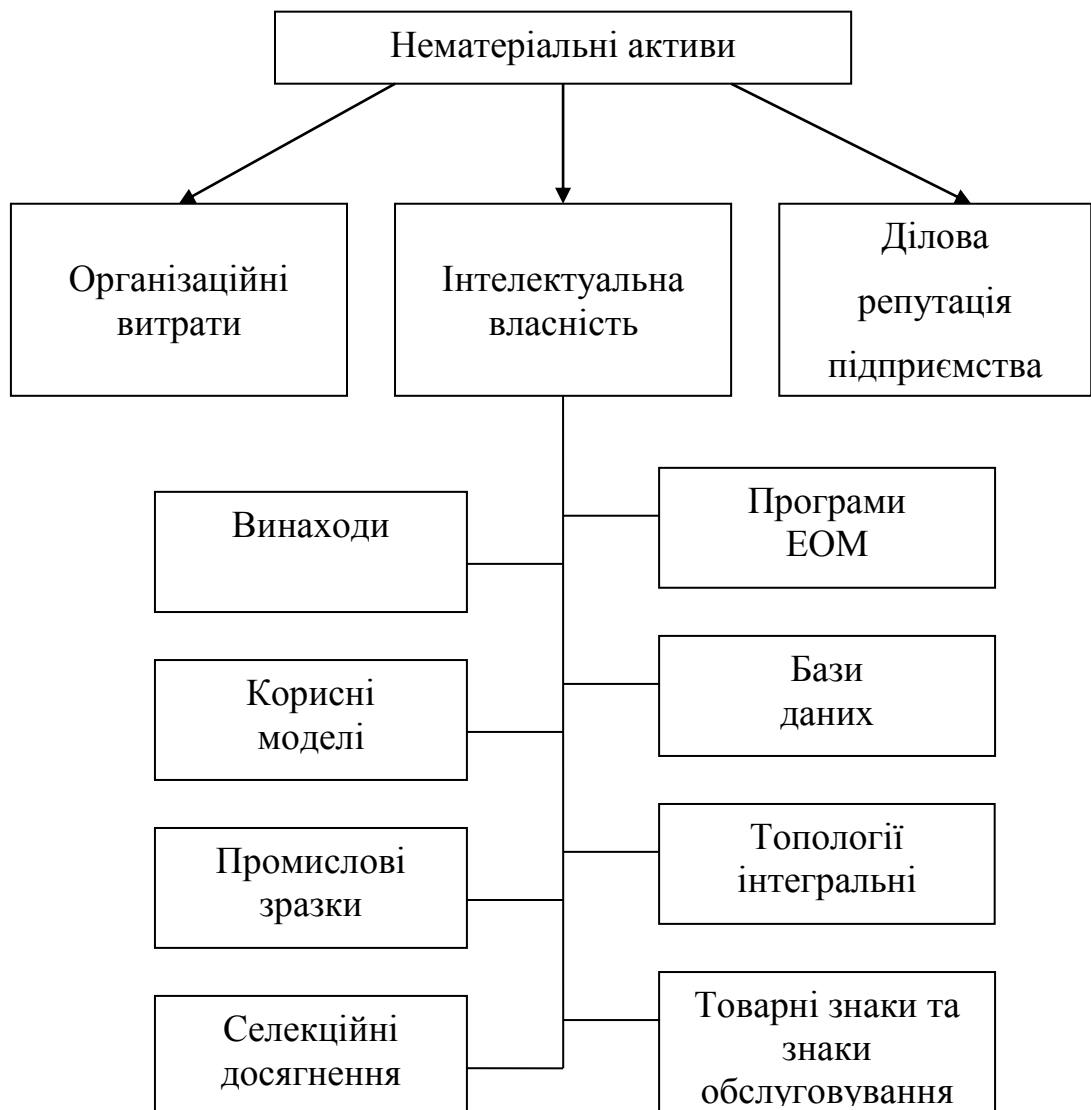 Нематеріальні активи
Організаційні
витрати
Інтелектуальна
власність
Ділова
репутація
підприємства
Винаходи
Програми
ЕОМ
Корисні
моделі
Бази
даних
Промислові
зразки
Топології
інтегральні
Селекційні
досягнення
Товарні знаки та
знаки
обслуговування